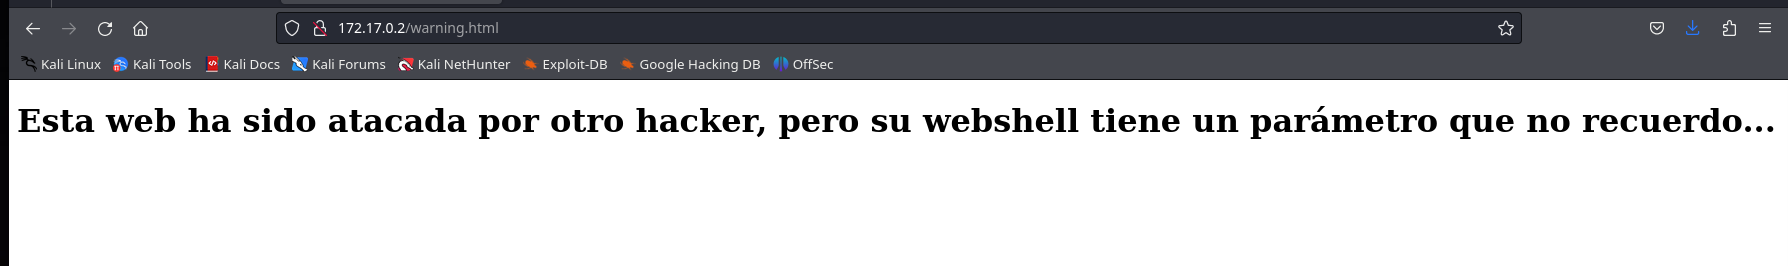 172.17.0.2/warning.html
Kali Linux Kali Tools Kali Docs Kali Forums Kali NetHunter Exploit-DB Google Hacking DB OffSec
Esta web ha sido atacada por otro hacker, pero su webshell tiene un parámetro que no recuerdo...